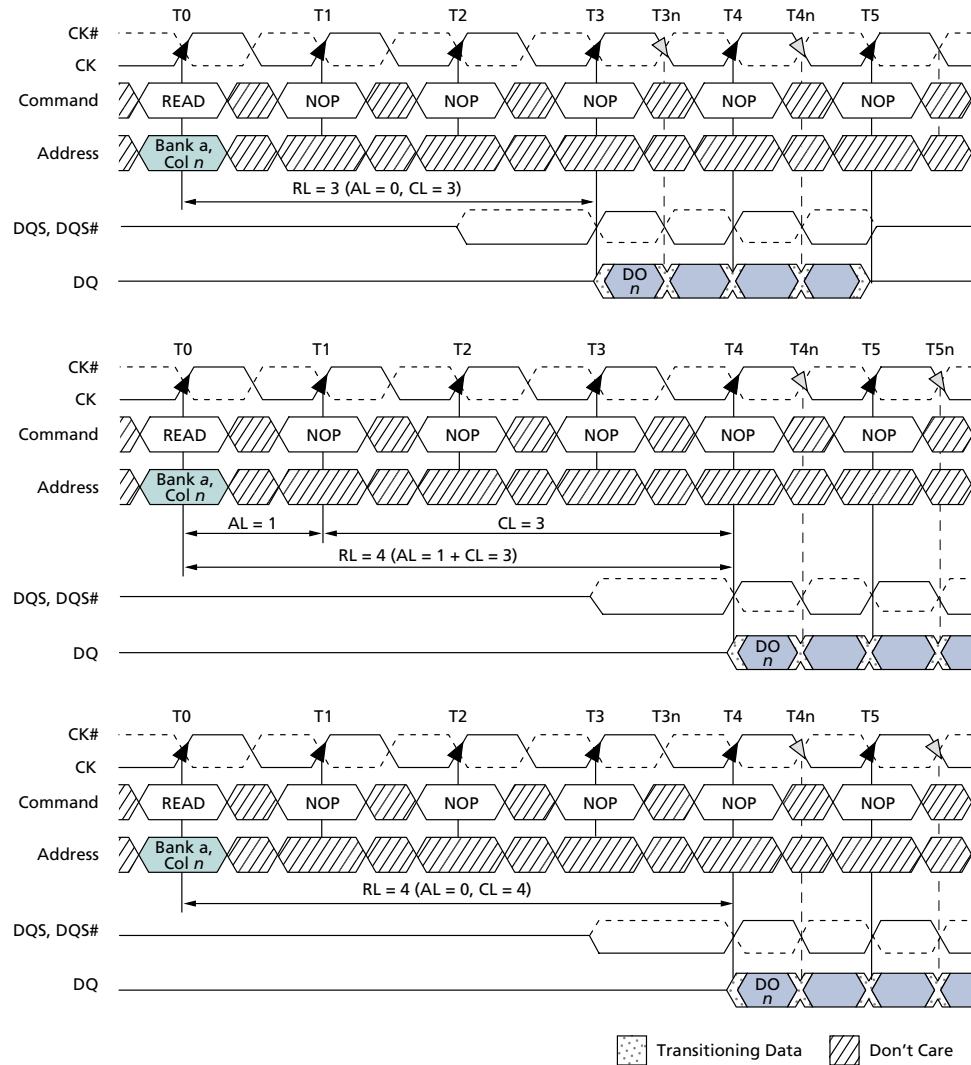 T0 T1 T2 T3 T3n T4 T4n T5
CK#
CK
Command READ NOP NOP NOP NOP NOP
Address Bank a,
Col n
RL = 3 (AL = 0, CL = 3)
DQS, DQS#
DQ DO
n
T0 T1 T2 T3 T4 T4n T5 T5n
CK#
CK
Command READ NOP NOP NOP NOP NOP
Address Bank a,
Col n
AL = 1 CL = 3
RL = 4 (AL = 1 + CL = 3)
DQS, DQS#
DQ DO
n
T0 T1 T2 T3 T3n T4 T4n T5
CK#
CK
Command READ NOP NOP NOP NOP NOP
Address Bank a,
Col n
RL = 4 (AL = 0, CL = 4)
DQS, DQS#
DQ DO
n
Transitioning Data Don't Care